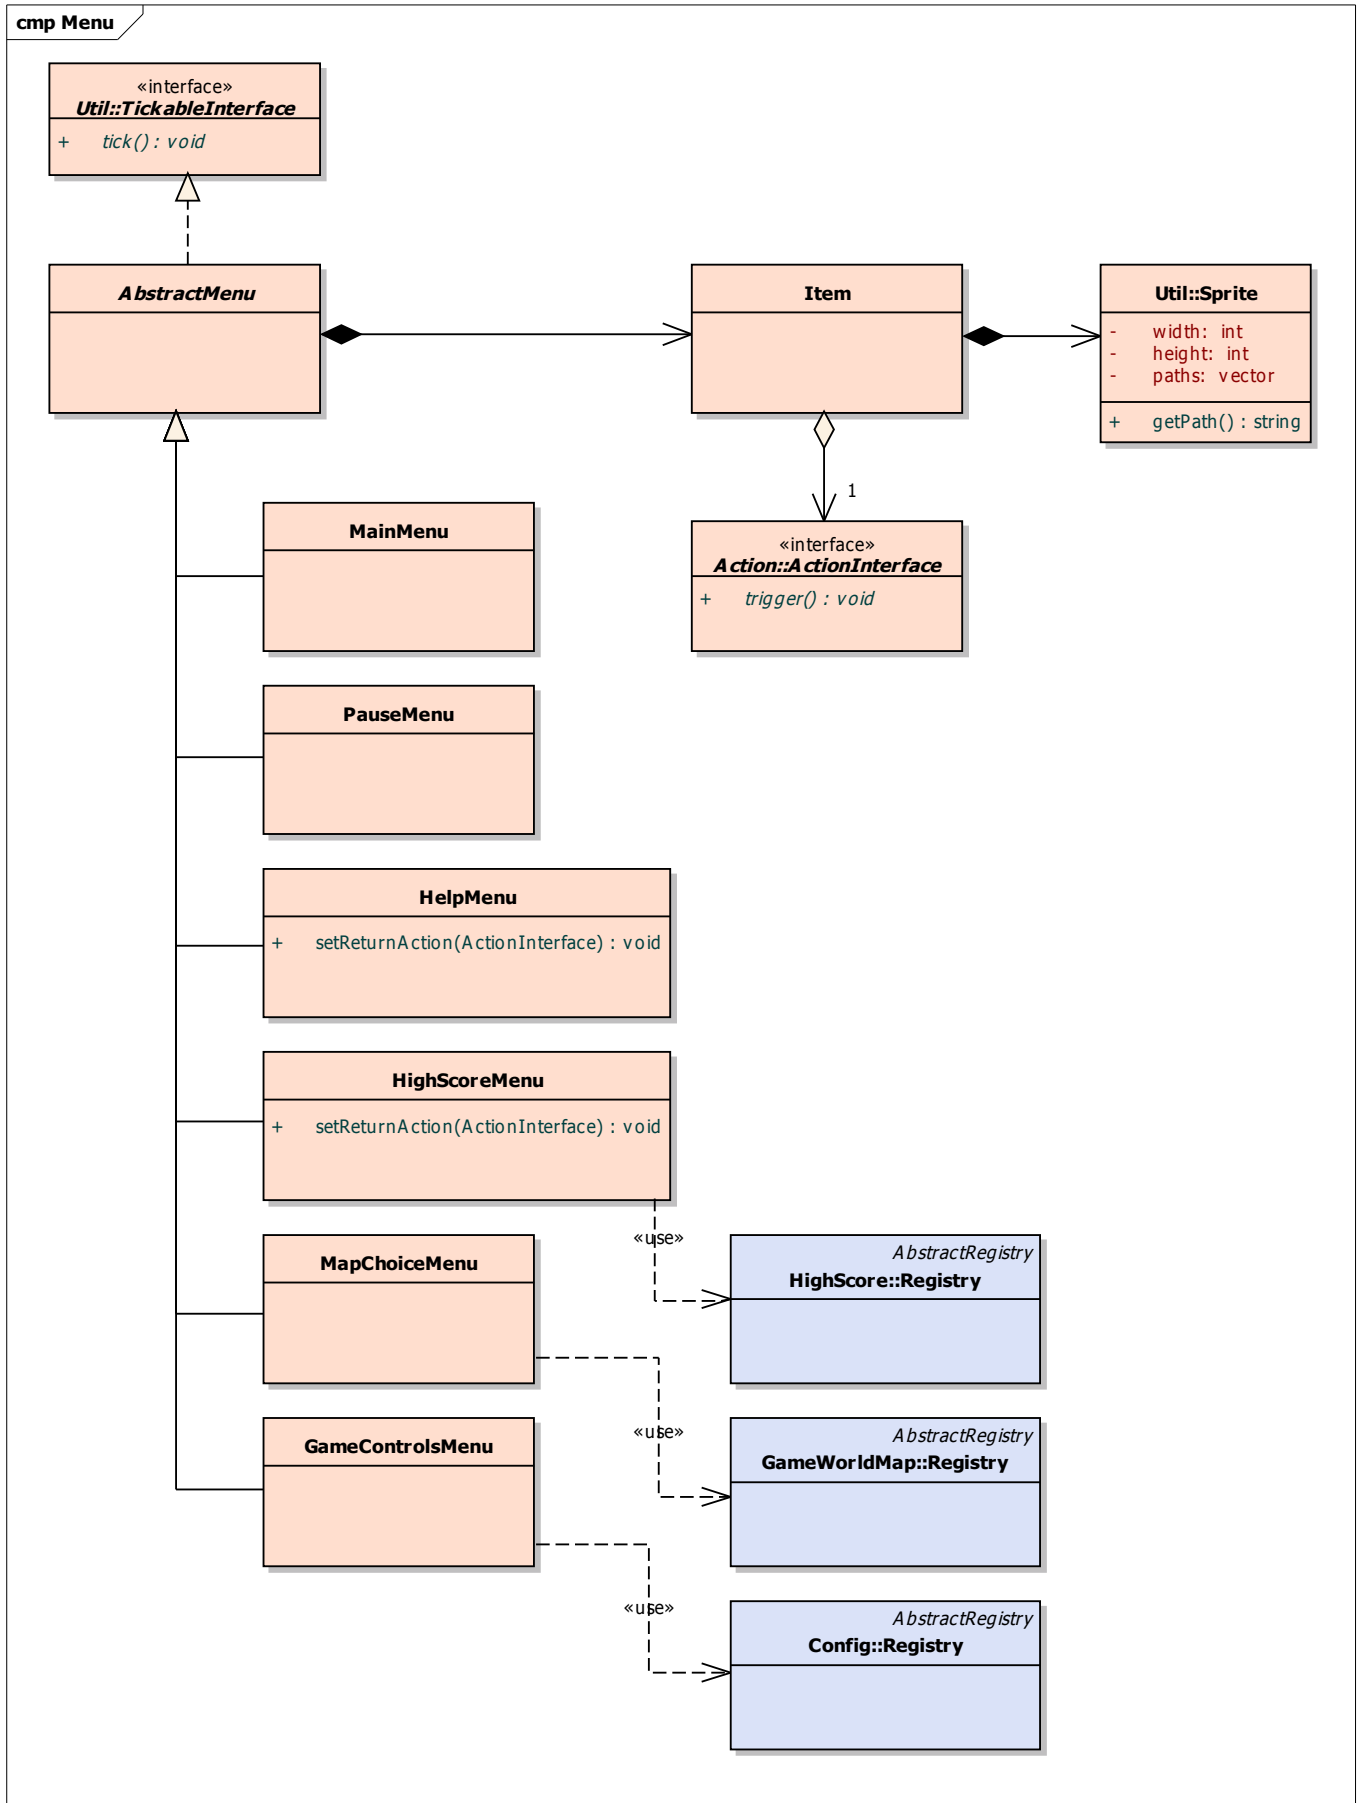 cmp Menu
«interface»
Util::TickableInterface
+ tick() : void
AbstractMenu
Item
Util::Sprite
- width: int
- height: int
- paths: vector
+ getPath() : string
1
MainMenu
«interface»
Action::ActionInterface
+ trigger() : void
PauseMenu
HelpMenu
+ setReturnAction(ActionInterface) : void
HighScoreMenu
+ setReturnAction(ActionInterface) : void
«use»
AbstractRegistry
HighScore::Registry
MapChoiceMenu
«use»
AbstractRegistry
GameWorldMap::Registry
GameControlsMenu
«use»
AbstractRegistry
Config::Registry